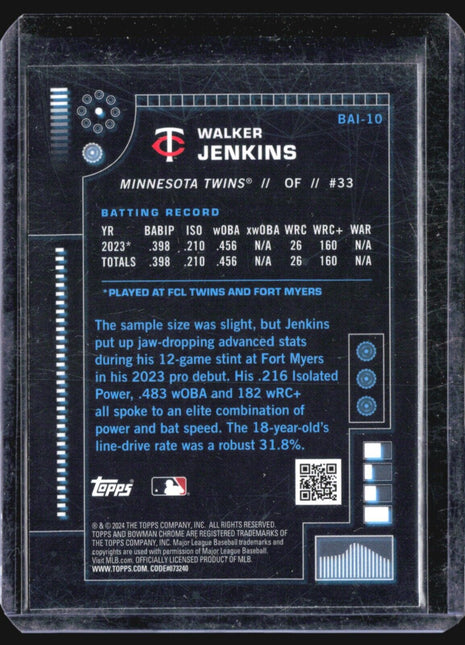 BAI-10
TC
WALKER
JENKINS
MINNESOTA TWINS® // OF // #33
BATTING RECORD
YR BABIP ISO wOBA xwOBA WRC WRC+ WAR
2023* .398 .210 .456 N/A 26 160 N/A
TOTALS .398 .210 .456 N/A 26 160 N/A
*PLAYED AT FCL TWINS AND FORT MYERS
The sample size was slight, but Jenkins
put up jaw-dropping advanced stats
during his 12-game stint at Fort Myers
in his 2023 pro debut. His .216 Isolated
Power, .483 wOBA and 182 wRC+
all spoke to an elite combination of
power and bat speed. The 18-year-old's
line-drive rate was a robust 31.8%.
Topps
® & © 2024 THE TOPPS COMPANY, INC. ALL RIGHTS RESERVED.
TOPPS AND BOWMAN CHROME ARE REGISTERED TRADEMARKS OF
THE TOPPS COMPANY, INC. Major League Baseball trademarks and
copyrights are used with permission of Major League Baseball.
Visit MLB.com. OFFICIALLY LICENSED PRODUCT OF MLB.
WWW.TOPPS.COM. CODE#073240